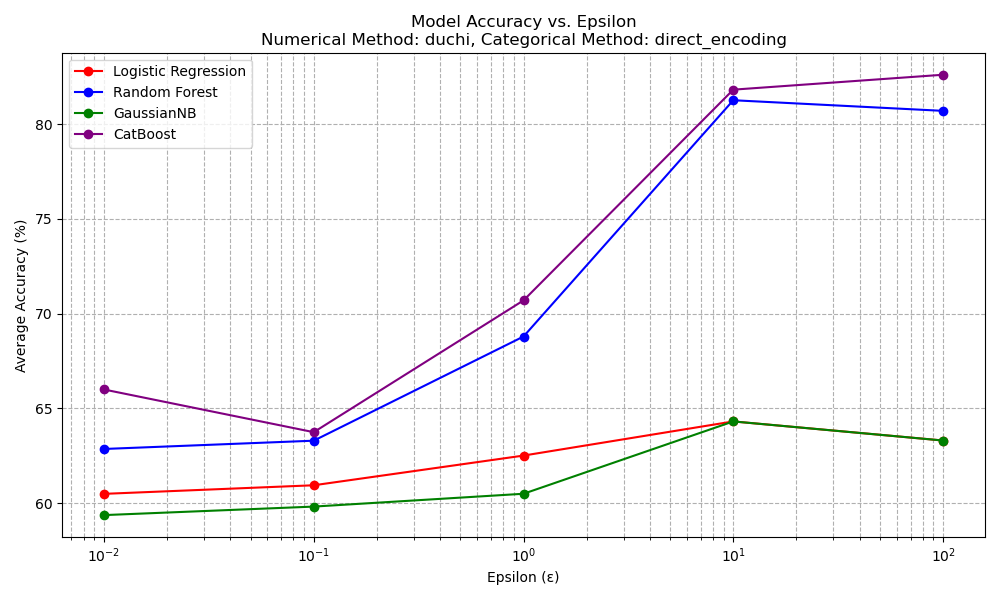 Model Accuracy vs. Epsilon
Numerical Method: duchi, Categorical Method: direct_encoding
Logistic Regression
Random Forest
GaussianNB
CatBoost
Average Accuracy (%)
80
75
70
65
60
10⁻² 10⁻¹ 10⁰ 10¹ 10²
Epsilon (ε)